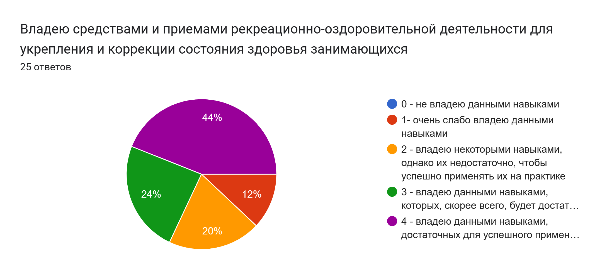 Владею средствами и приемами рекреационно-оздоровительной деятельности для
укрепления и коррекции состояния здоровья занимающихся
25 ответов
44%
24%
12%
20%
0 - не владею данными навыками
1- очень слабо владею данными
навыками
2 - владею некоторыми навыками,
однако их недостаточно, чтобы
успешно применять их на практике
3 - владею данными навыками,
которых, скорее всего, будет достат…
4 - владею данными навыками,
достаточных для успешного примен…